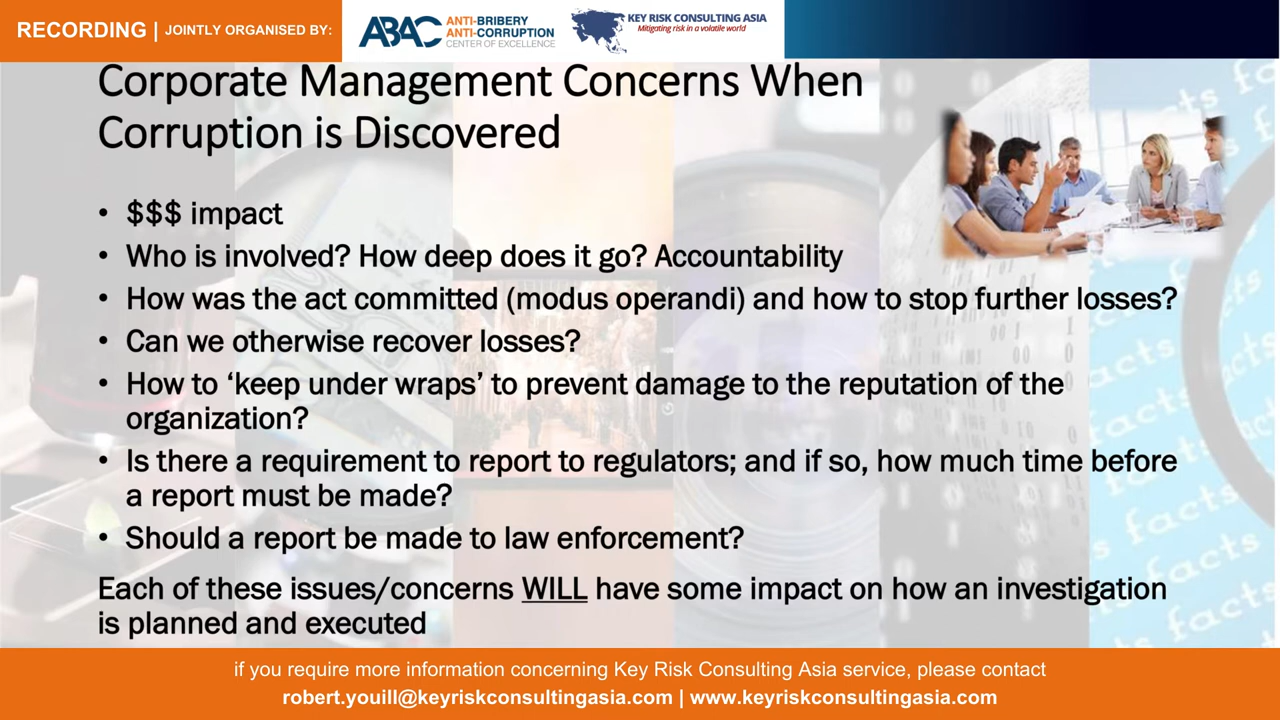 RECORDING | JOINTLY ORGANISED BY:
ABAC ANTI-BRIBERY
ANTI-CORRUPTION
CENTER OF EXCELLENCE
KEY RISK CONSULTING ASIA
Mitigating risk in a volatile world
Corporate Management Concerns When
Corruption is Discovered
• $$$ impact
• Who is involved? How deep does it go? Accountability
• How was the act committed (modus operandi) and how to stop further losses?
• Can we otherwise recover losses?
• How to ‘keep under wraps’ to prevent damage to the reputation of the
organization?
• Is there a requirement to report to regulators; and if so, how much time before
a report must be made?
• Should a report be made to law enforcement?
Each of these issues/concerns WILL have some impact on how an investigation
is planned and executed
facts
facts
facts
facts
if you require more information concerning Key Risk Consulting Asia service, please contact
robert.youill@keyriskconsultingasia.com | www.keyriskconsultingasia.com